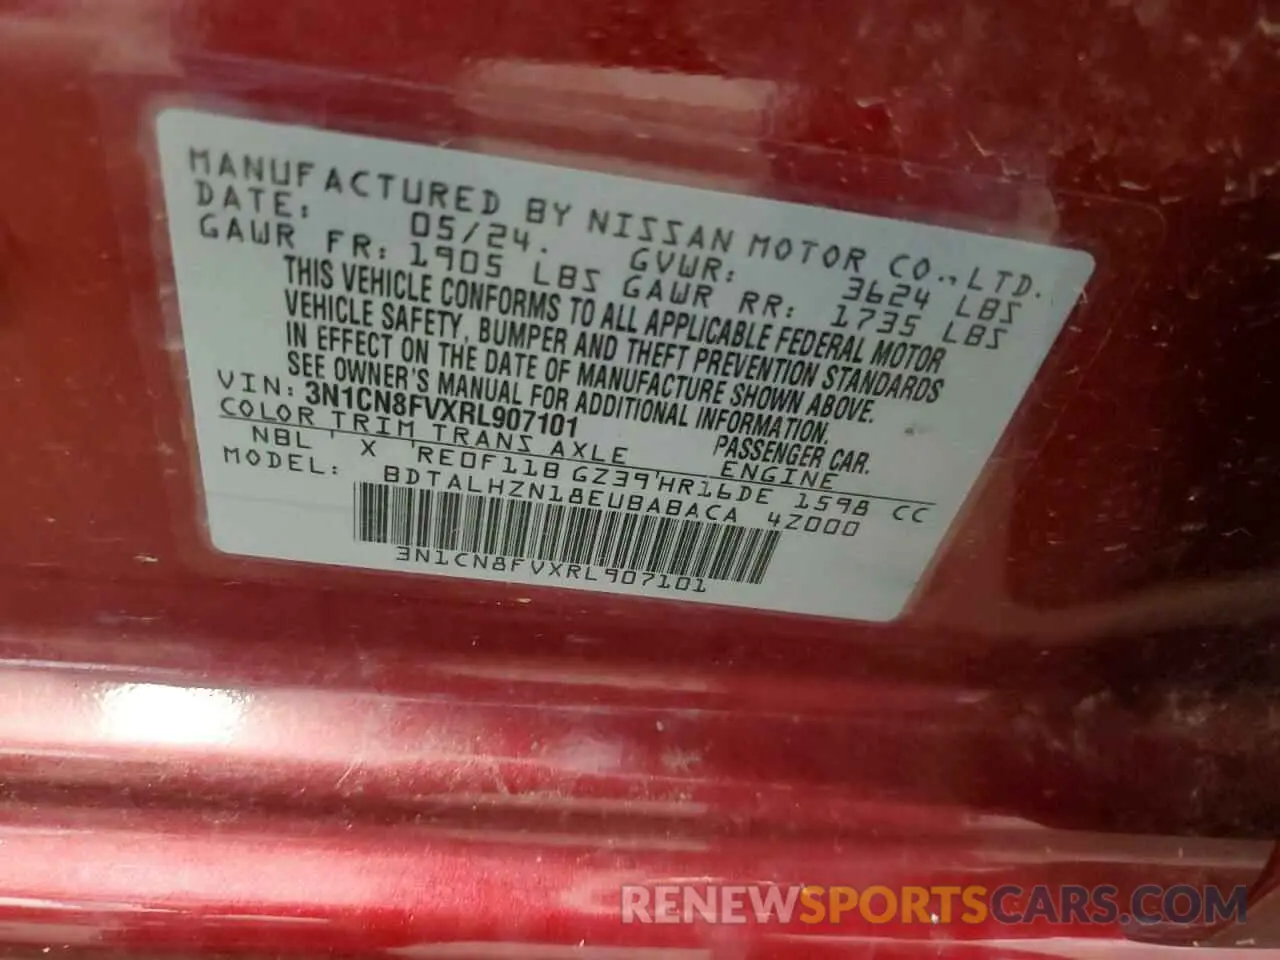 MANUFACTURED BY NISSAN MOTOR CO., LTD.
DATE: 05/24. GVWR: 3624 LBS
GAWR FR: 1905 LBS GAWR RR: 1735 LBS
THIS VEHICLE CONFORMS TO ALL APPLICABLE FEDERAL MOTOR
VEHICLE SAFETY, BUMPER AND THEFT PREVENTION STANDARDS
IN EFFECT ON THE DATE OF MANUFACTURE SHOWN ABOVE.
SEE OWNER'S MANUAL FOR ADDITIONAL INFORMATION.
VIN: 3N1CN8FVXRL907101 PASSENGER CAR.
COLOR TRIM TRANS AXLE ENGINE
NBL X RE0F11B GZ39 HR16DE 1598 CC
MODEL: BDTALHZN18EUBABACA 4Z000
3N1CN8FVXRL907101
RENEWSPORTSCARS.COM